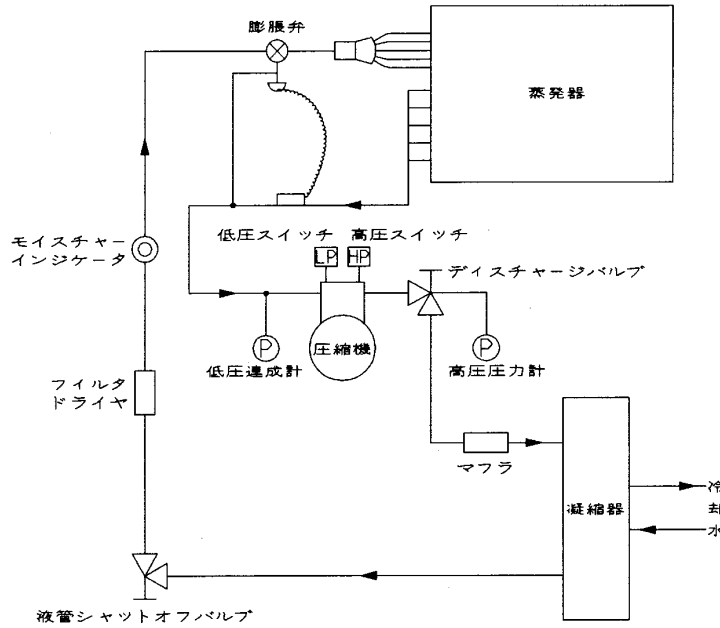 膨脹弁
蒸発器
モイスチャー
インジケータ
低圧スイッチ 高圧スイッチ
LP HP
ディスチャージバルブ
P
圧縮機
P
低圧達成計
高圧圧力計
フィルタ
ドライヤ
マフラ
凝縮器
冷
却
水
液管シャットオフバルブ